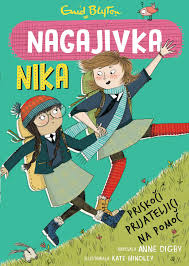 Enid Blyton
NAGAJIVKA
NIKA
PRISKOČI
PRIJATELJICI
NA POMOČ
NAPISALA ANNE DIGBY
ILUSTRIRALA KATE HINDLEY